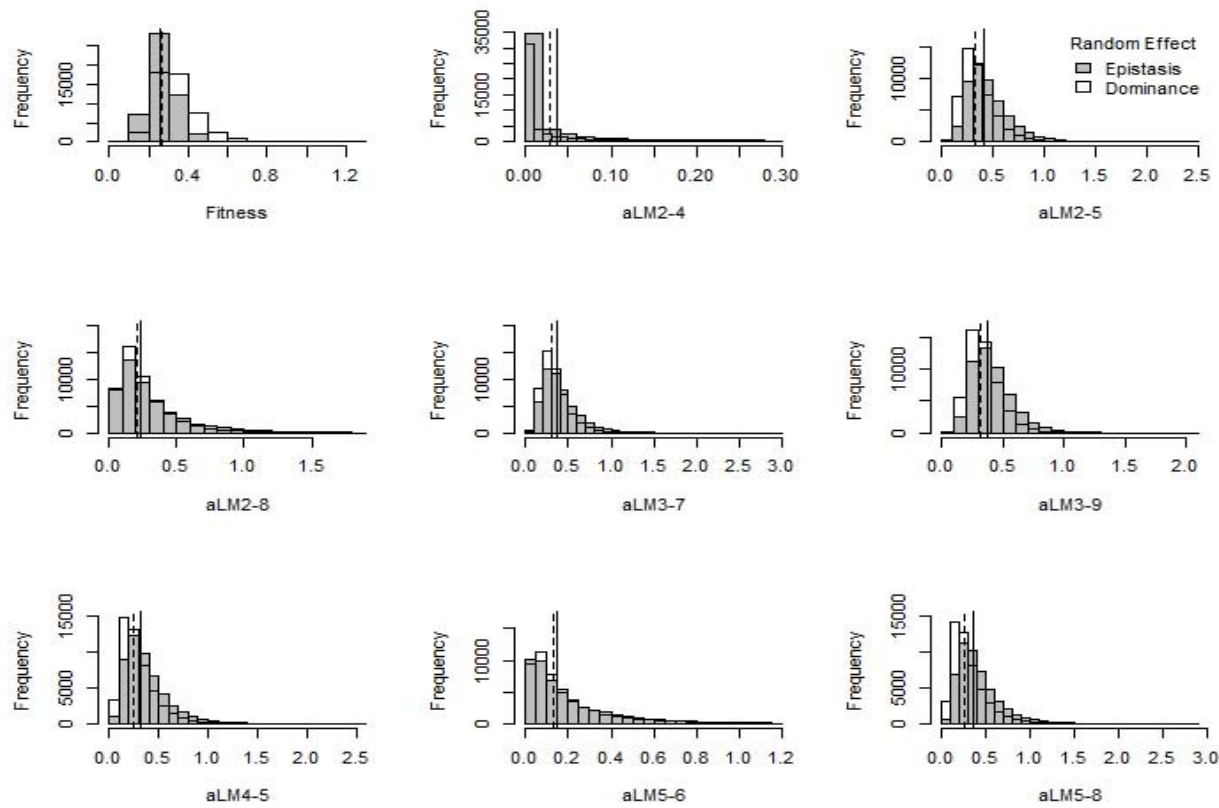 Frequency
0
15000
0.0 0.4 0.8 1.2
Fitness
Frequency
0
15000
25000
35000
0.00 0.10 0.20 0.30
aLM2-4
Frequency
0
10000
0.0 0.5 1.0 1.5 2.0 2.5
aLM2-5
Random Effect
Epistasis
Dominance
Frequency
0
10000
0.0 0.5 1.0 1.5
aLM2-8
Frequency
0
10000
0.0 0.5 1.0 1.5 2.0 2.5 3.0
aLM3-7
Frequency
0
10000
0.0 0.5 1.0 1.5 2.0
aLM3-9
Frequency
0
5000
15000
0.0 0.5 1.0 1.5 2.0 2.5
aLM4-5
Frequency
0
10000
0.0 0.2 0.4 0.6 0.8 1.0 1.2
aLM5-6
Frequency
0
5000
15000
0.0 0.5 1.0 1.5 2.0 2.5 3.0
aLM5-8